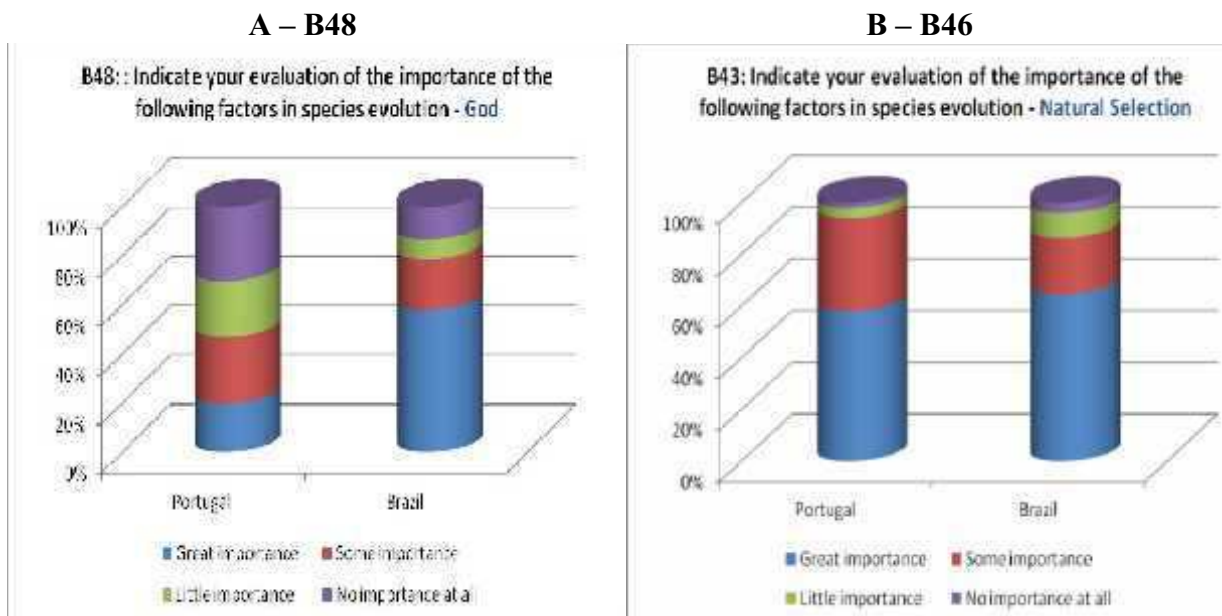 A – B48
B – B46
B48: : Indicate your evaluation of the importance of the
following factors in species evolution - God
100%
80%
60%
40%
20%
0%
Portugal
Brazil
Great importance
Some importance
Little importance
No importance at all
B43: Indicate your evaluation of the importance of the
following factors in species evolution - Natural Selection
100%
80%
60%
40%
20%
0%
Portugal
Brazil
Great importance
Some importance
Little importance
No importance at all